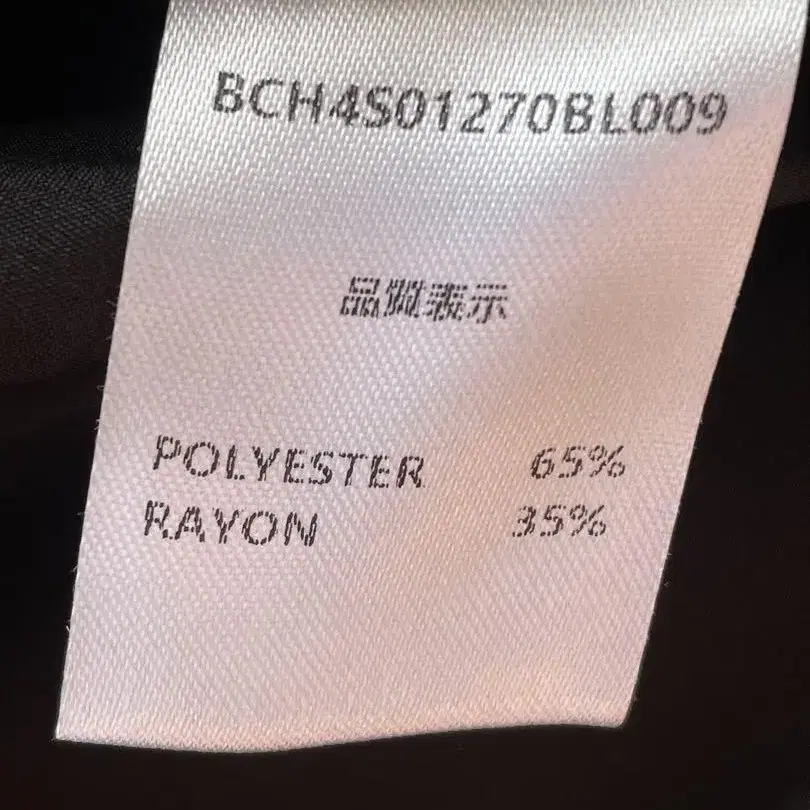 BCH4S01270BL009
品質表示
POLYESTER 65%
RAYON 35%